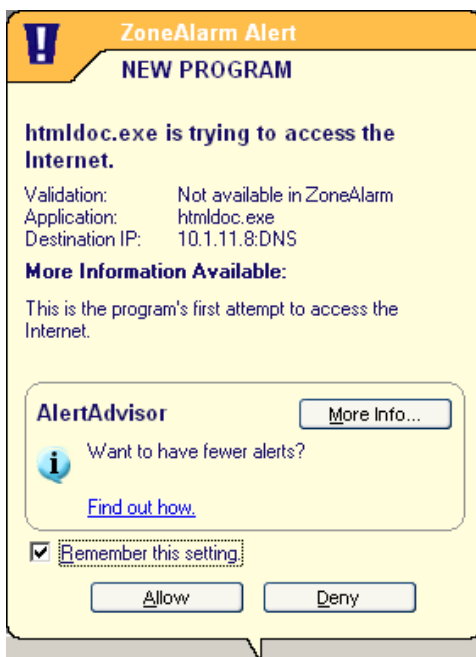 ZoneAlarm Alert
NEW PROGRAM
htmldoc.exe is trying to access the
Internet.
Validation: Not available in ZoneAlarm
Application: htmldoc.exe
Destination IP: 10.1.11.8:DNS
More Information Available:
This is the program's first attempt to access the
Internet.
AlertAdvisor More Info...
Want to have fewer alerts?
Find out how.
Remember this setting.
Allow Deny